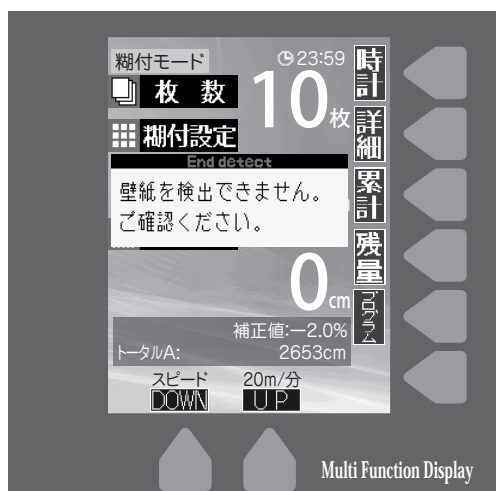 糊付モード
23:59
枚 数
10枚
糊付設定
End detect
壁紙を検出できません。
ご確認ください。
0cm
補正値:ー2.0%
トータルA: 2653cm
スピード 20m/分
DOWN UP
時計
詳細
累計
残量
プログラム
Multi Function Display